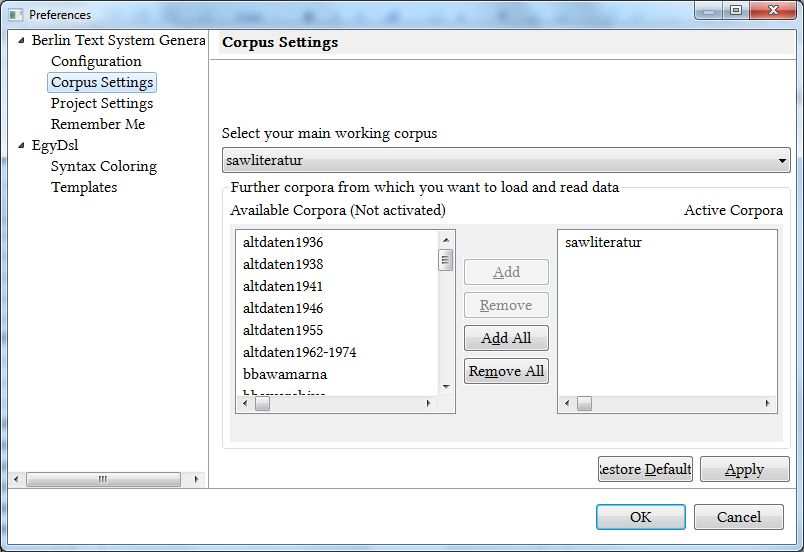 Preferences
Berlin Text System Genera
Configuration
Corpus Settings
Project Settings
Remember Me
EgyDsl
Syntax Coloring
Templates
Corpus Settings
Select your main working corpus
sawliteratur
Further corpora from which you want to load and read data
Available Corpora (Not activated)
Active Corpora
altdaten1936
altdaten1938
altdaten1941
altdaten1946
altdaten1955
altdaten1962-1974
bbawamarna
Add
Remove
Add All
Remove All
sawliteratur
estore Default
Apply
OK
Cancel